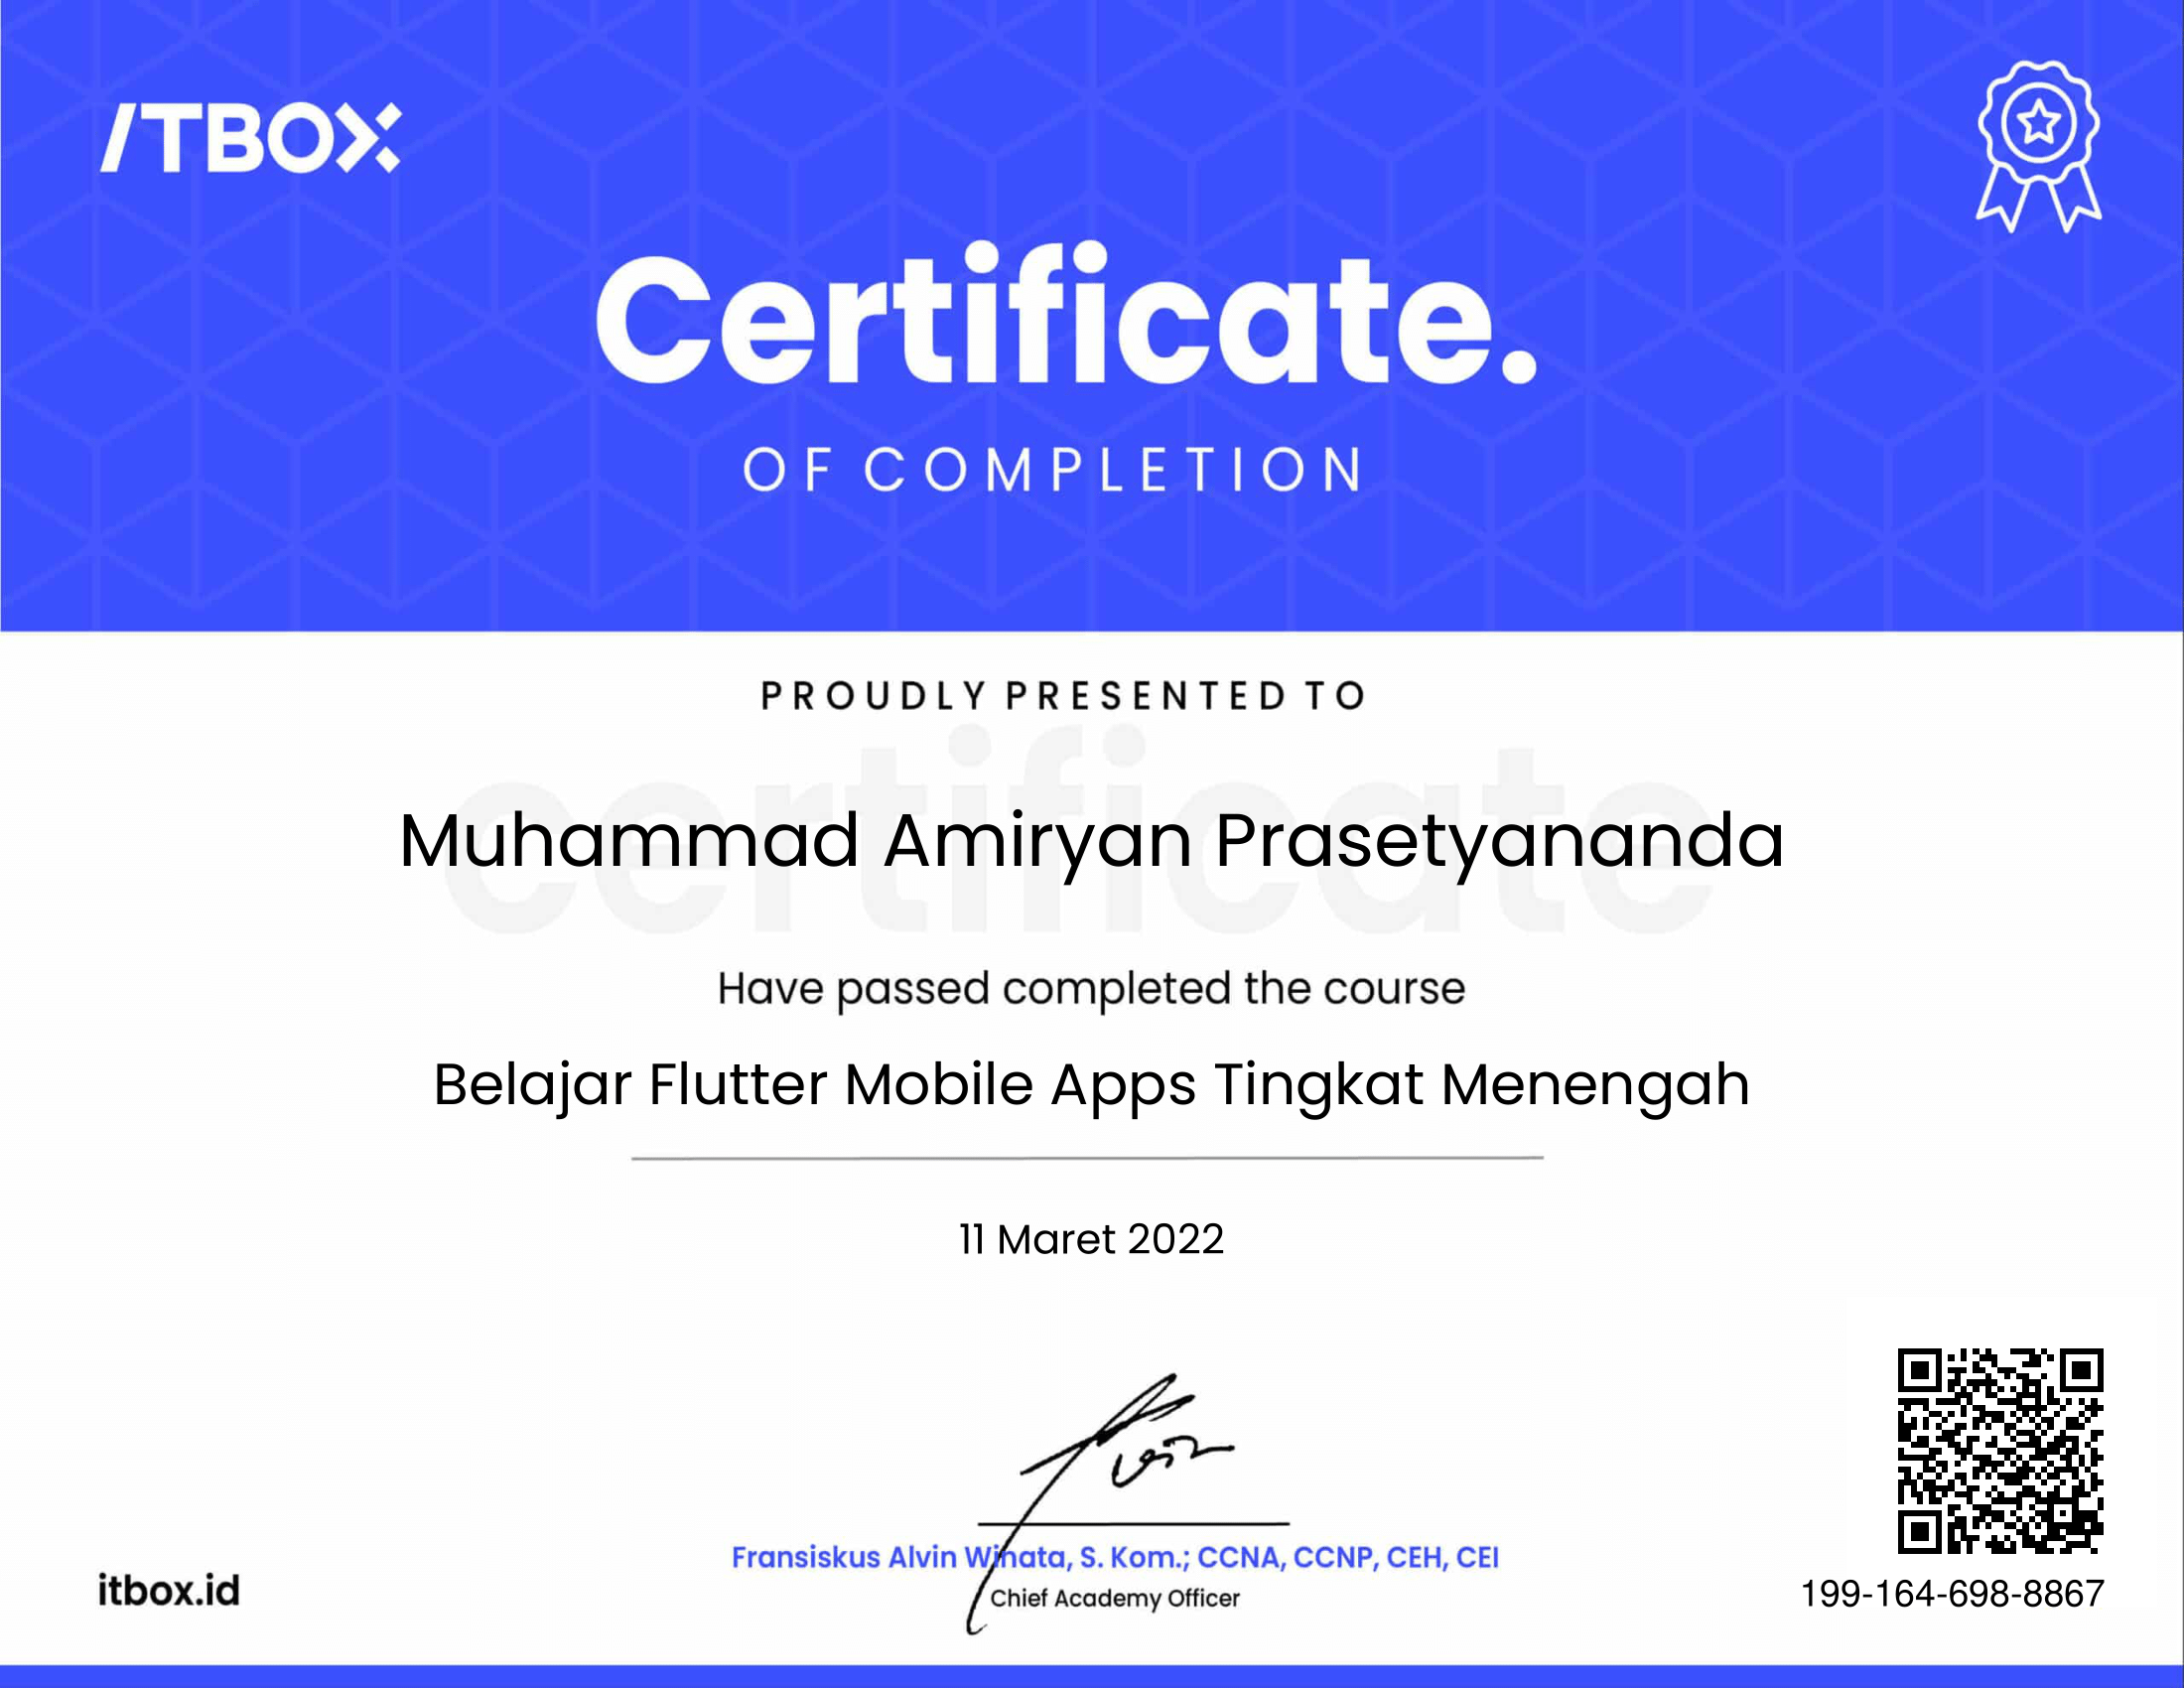 ITBOX
Certificate.
OF COMPLETION
PROUDLY PRESENTED TO
certificate
Muhammad Amiryan Prasetyananda
Have passed completed the course
Belajar Flutter Mobile Apps Tingkat Menengah
11 Maret 2022
Fransiskus Alvin Winata, S. Kom.; CCNA, CCNP, CEH, CEI
Chief Academy Officer
itbox.id
199-164-698-8867